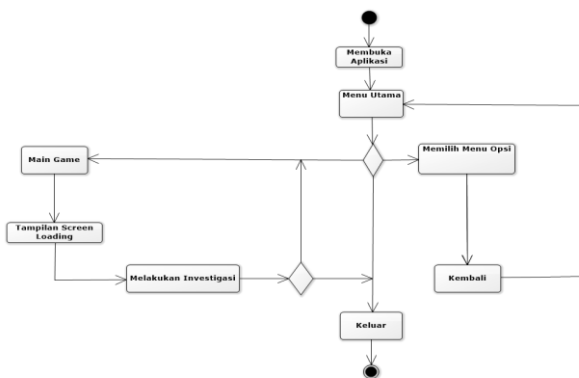 Membuka
Aplikasi
Menu Utama
Memilih Menu Opsi
Main Game
Tampilan Screen
Loading
Melakukan Investigasi
Kembali
Keluar